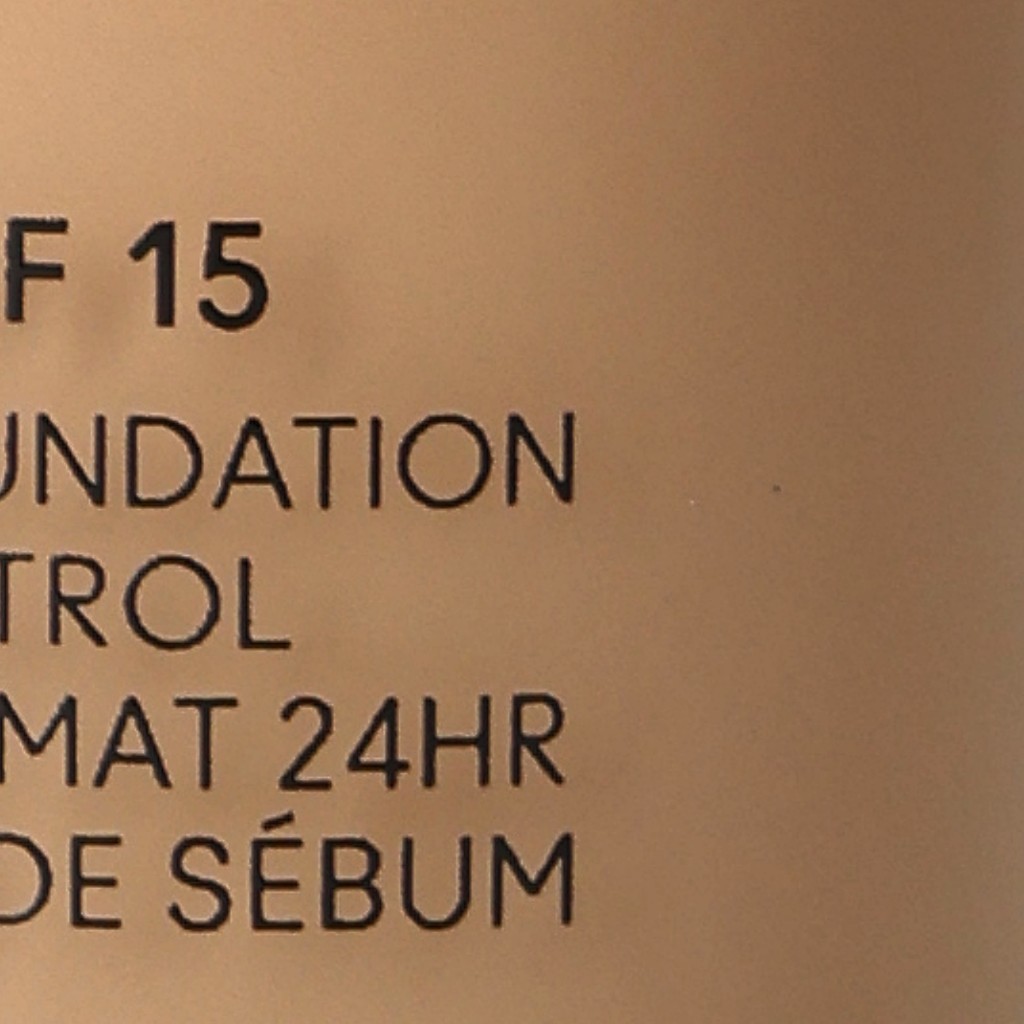 F 15
UNDATION
TROL
MAT 24HR
DE SÉBUM